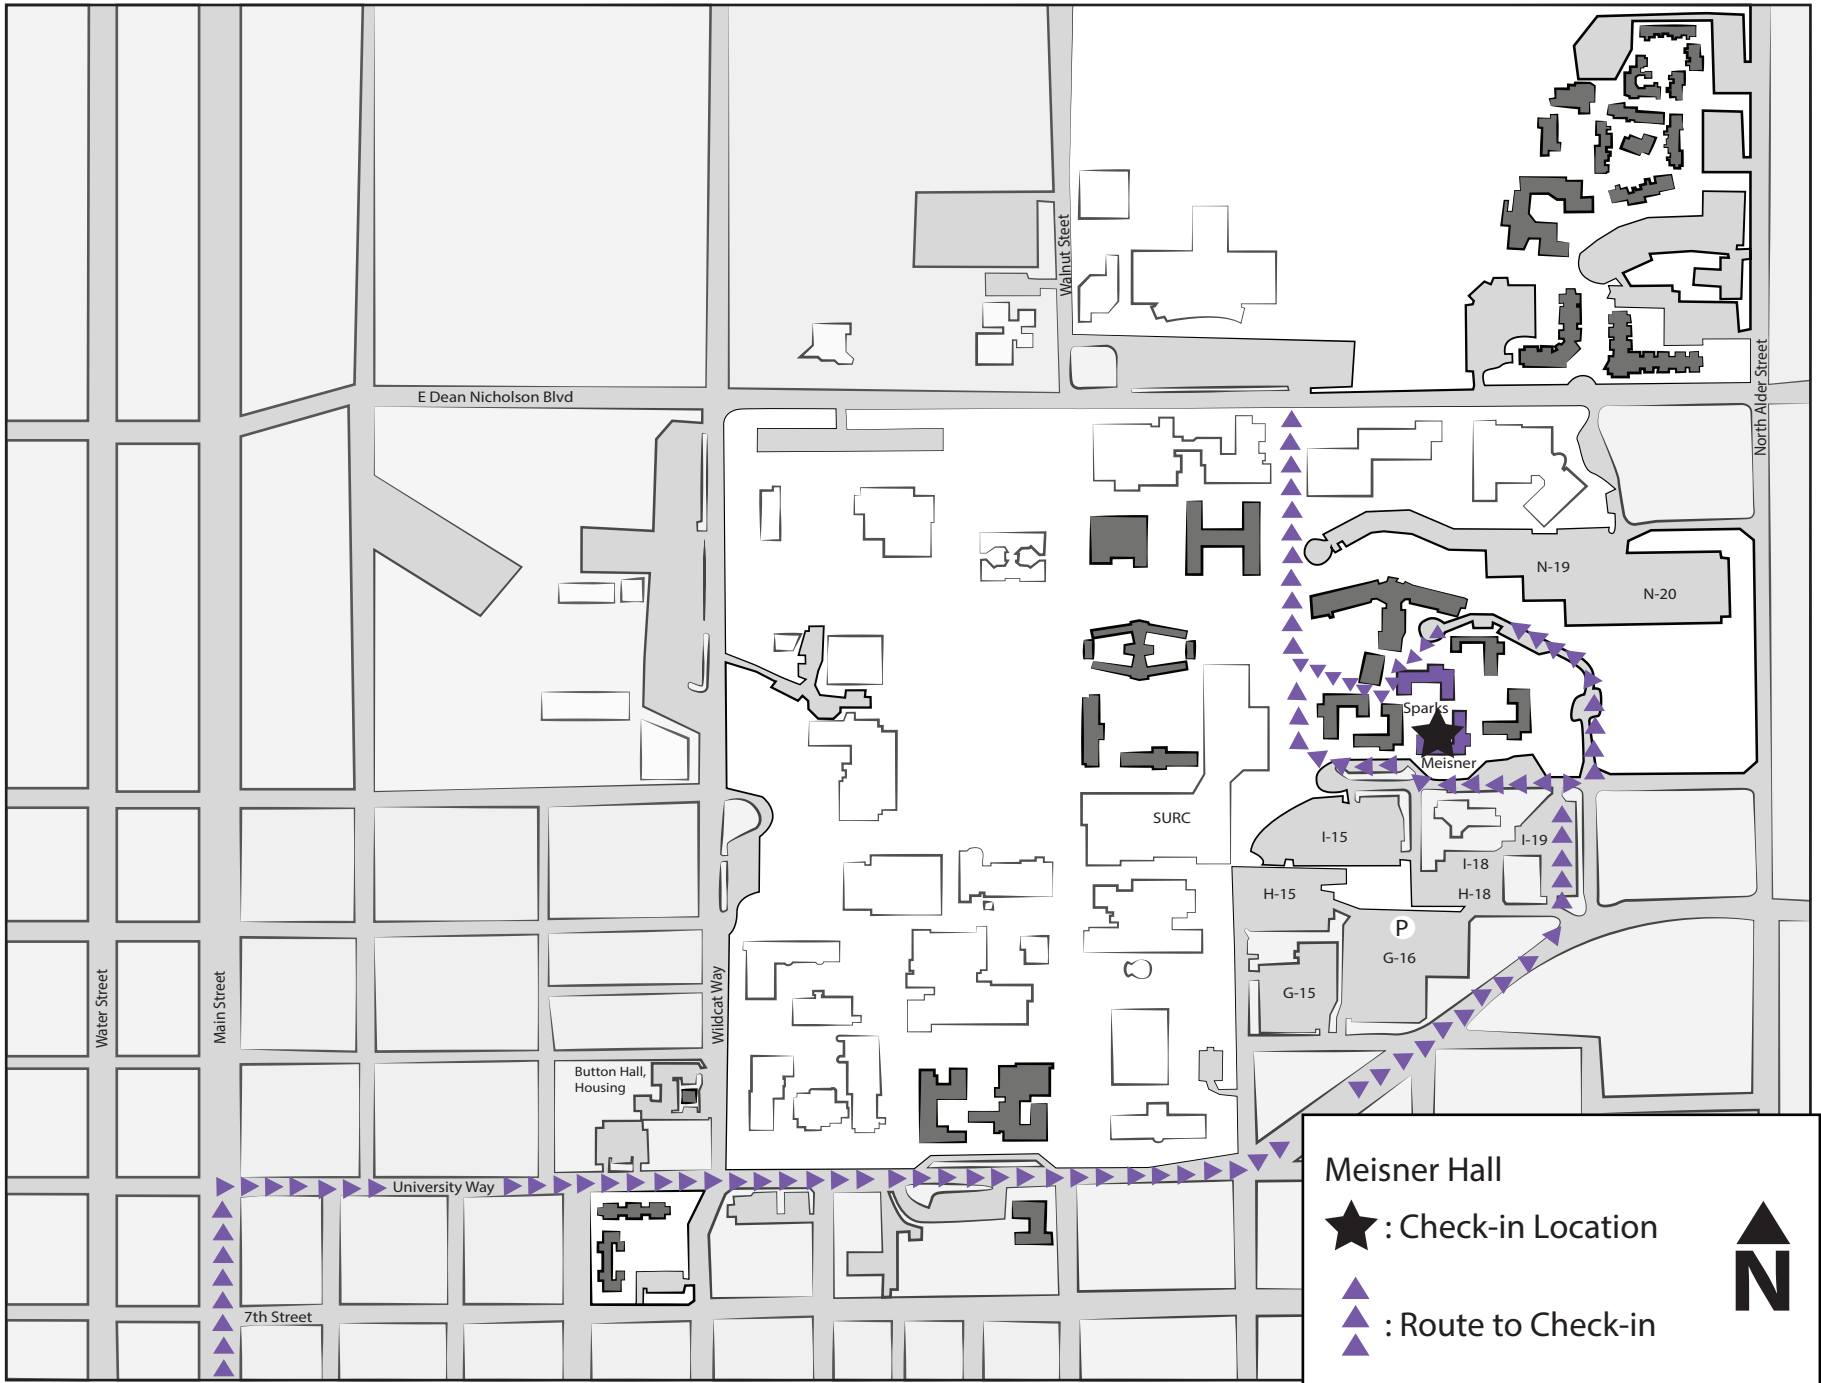 Walnut Steet
North Alder Street
E Dean Nicholson Blvd
N-19
N-20
Sparks
Meisner
SURC
I-15
I-19
I-18
H-15
H-18
P
G-16
G-15
Water Street
Main Street
Wildcat Way
Button Hall,
Housing
University Way
7th Street
Meisner Hall
: Check-in Location
: Route to Check-in
N